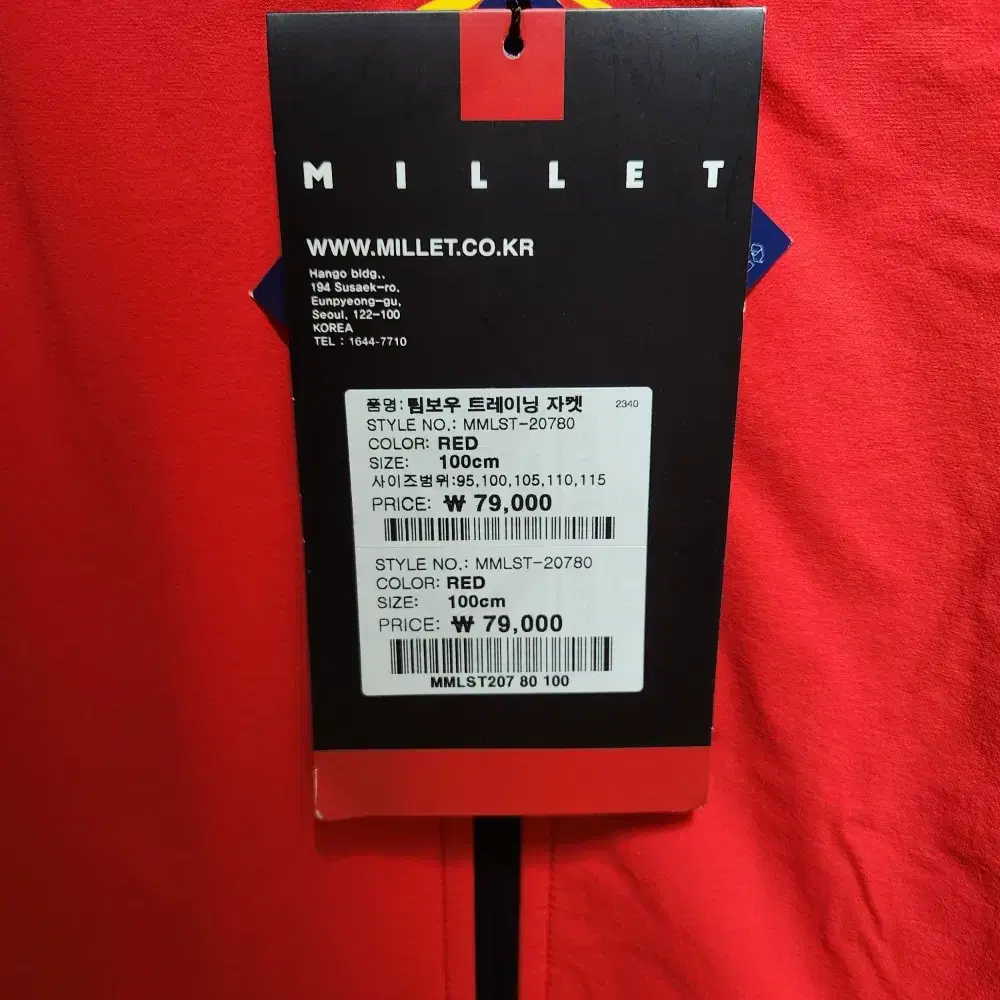 MILLET
WWW.MILLET.CO.KR
Hango bldg.,
194 Susaek-ro,
Eunpyeong-gu,
Seoul, 122-100
KOREA
TEL : 1644-7710
품명: 팀보우 트레이닝 자켓 2340
STYLE NO.: MMLST-20780
COLOR: RED
SIZE: 100cm
사이즈범위:95,100,105,110,115
PRICE: ₩ 79,000
STYLE NO.: MMLST-20780
COLOR: RED
SIZE: 100cm
PRICE: ₩ 79,000
MMLST207 80 100